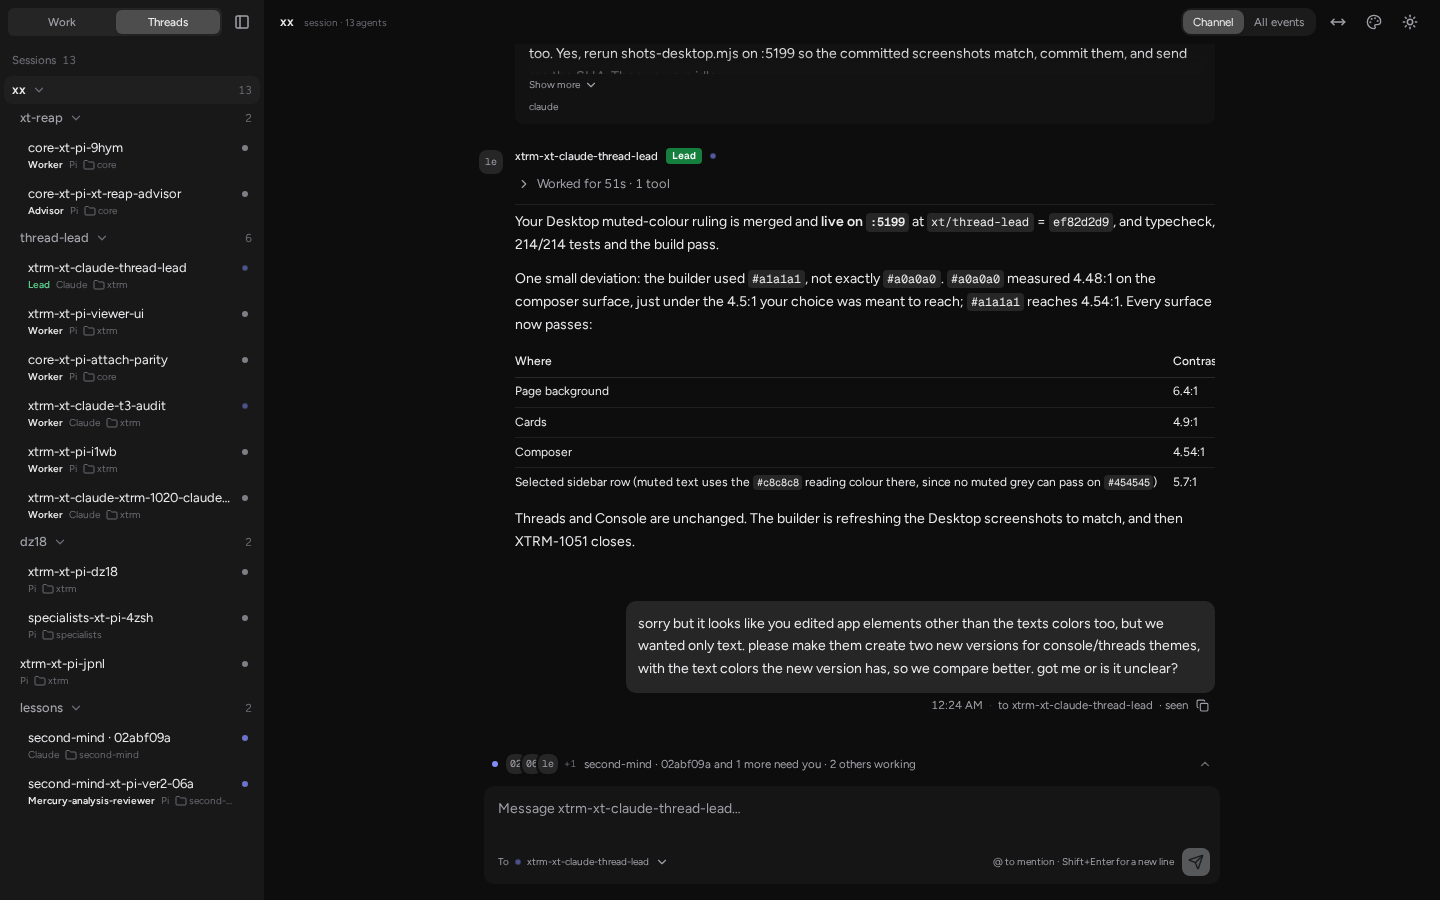 Work
Threads
Sessions 13
xx 13
xt-reap 2
core-xt-pi-9hym
Worker Pi core
core-xt-pi-xt-reap-advisor
Advisor Pi core
thread-lead 6
xtrm-xt-claude-thread-lead
Lead Claude xtrm
xtrm-xt-pi-viewer-ui
Worker Pi xtrm
core-xt-pi-attach-parity
Worker Pi core
xtrm-xt-claude-t3-audit
Worker Claude xtrm
xtrm-xt-pi-i1wb
Worker Pi xtrm
xtrm-xt-claude-xtrm-1020-claude...
Worker Claude xtrm
dz18 2
xtrm-xt-pi-dz18
Pi xtrm
specialists-xt-pi-4zsh
Pi specialists
xtrm-xt-pi-jpnl
Pi xtrm
lessons 2
second-mind · 02abf09a
Claude second-mind
second-mind-xt-pi-ver2-06a
Mercury-analysis-reviewer Pi second-...
xx session · 13 agents
Channel
All events
too. Yes, rerun shots-desktop.mjs on :5199 so the committed screenshots match, commit them, and send
Show more
claude
le
xtrm-xt-claude-thread-lead Lead
Worked for 51s · 1 tool
Your Desktop muted-colour ruling is merged and live on :5199 at xt/thread-lead = ef82d2d9, and typecheck,
214/214 tests and the build pass.
One small deviation: the builder used #a1a1a1, not exactly #a0a0a0. #a0a0a0 measured 4.48:1 on the
composer surface, just under the 4.5:1 your choice was meant to reach; #a1a1a1 reaches 4.54:1. Every surface
now passes:
Where Contras
Page background 6.4:1
Cards 4.9:1
Composer 4.54:1
Selected sidebar row (muted text uses the #c8c8c8 reading colour there, since no muted grey can pass on #454545) 5.7:1
Threads and Console are unchanged. The builder is refreshing the Desktop screenshots to match, and then
XTRM-1051 closes.
sorry but it looks like you edited app elements other than the texts colors too, but we
wanted only text. please make them create two new versions for console/threads themes,
with the text colors the new version has, so we compare better. got me or is it unclear?
12:24 AM · to xtrm-xt-claude-thread-lead · seen
02 06 le +1 second-mind · 02abf09a and 1 more need you · 2 others working
Message xtrm-xt-claude-thread-lead...
To xtrm-xt-claude-thread-lead
@ to mention · Shift+Enter for a new line